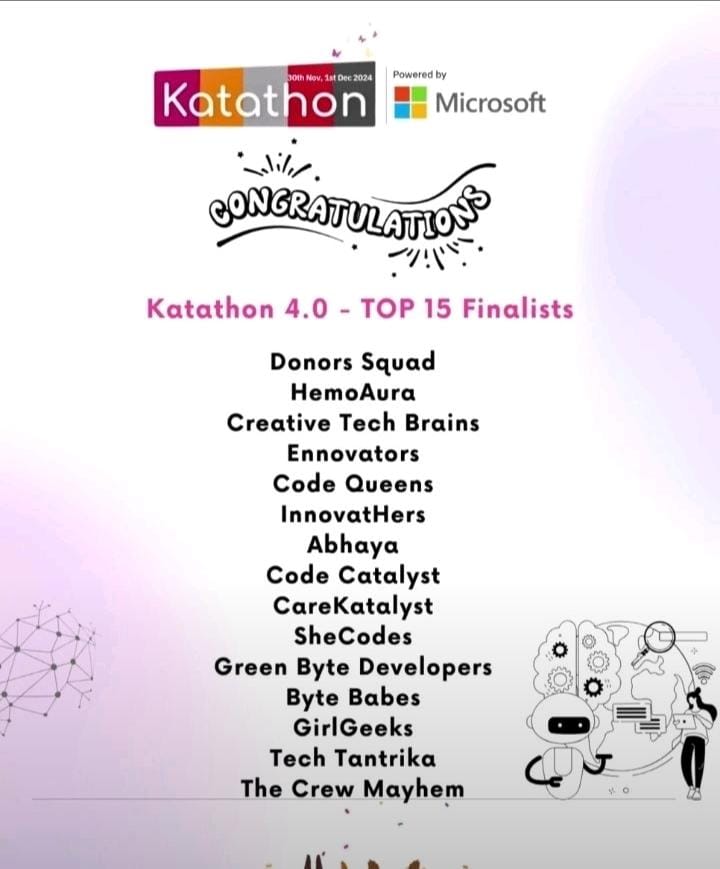 30th Nov, 1st Dec 2024
Katathon
Powered by
Microsoft
CONGRATULATIONS
Katathon 4.0 - TOP 15 Finalists
Donors Squad
HemoAura
Creative Tech Brains
Ennovators
Code Queens
InnovatHers
Abhaya
Code Catalyst
CareKatalyst
SheCodes
Green Byte Developers
Byte Babes
GirlGeeks
Tech Tantrika
The Crew Mayhem